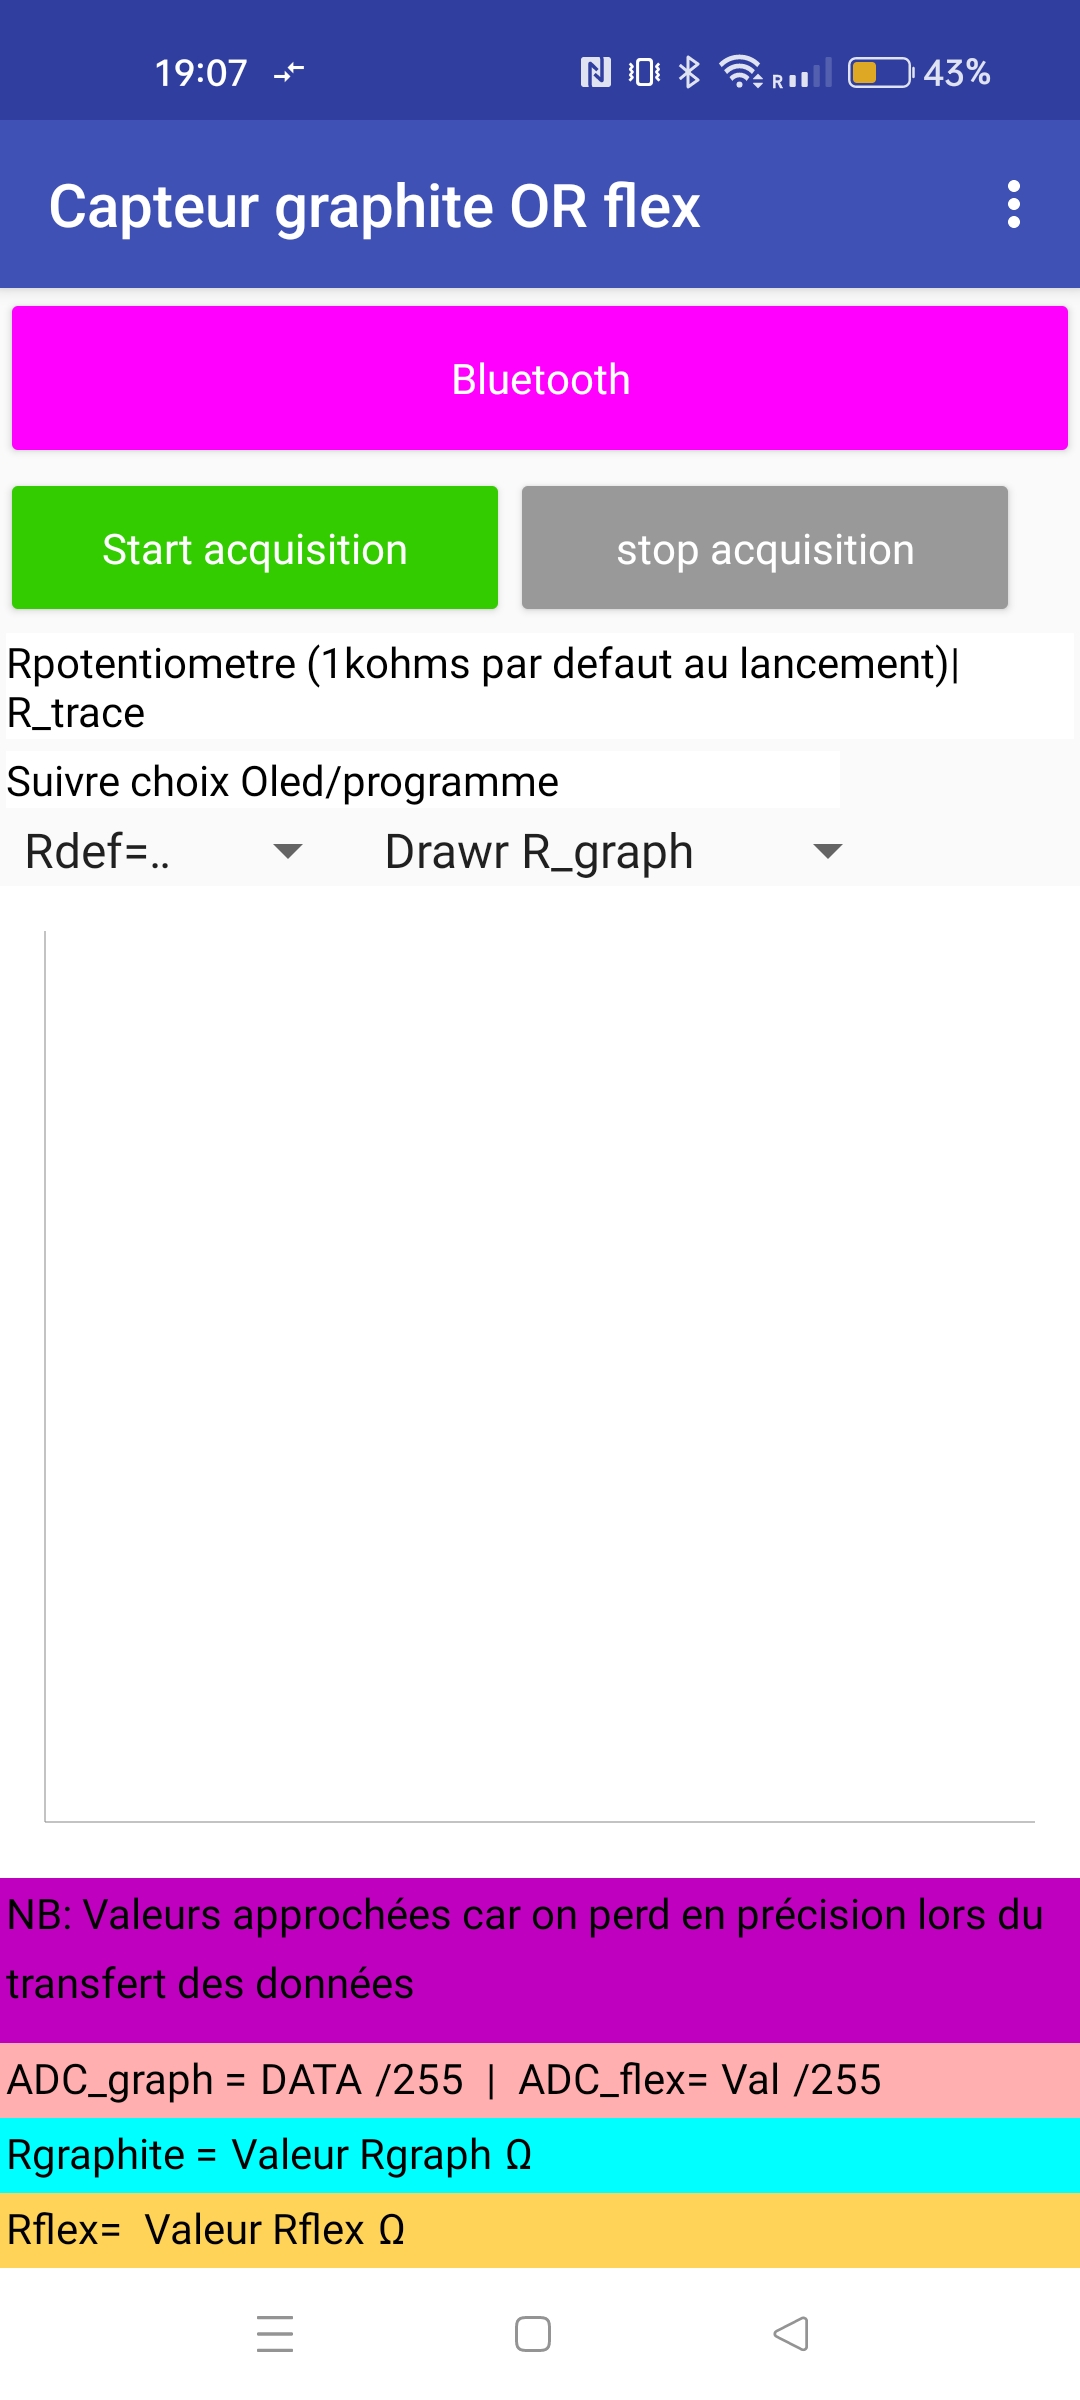 19:07
R
43%
Capteur graphite OR flex
Bluetooth
Start acquisition
stop acquisition
Rpotentiometre (1kohms par defaut au lancement)|
R_trace
Suivre choix Oled/programme
Rdef=..
Drawr R_graph
NB: Valeurs approchées car on perd en précision lors du
transfert des données
ADC_graph = DATA /255 | ADC_flex= Val /255
Rgraphite = Valeur Rgraph Ω
Rflex= Valeur Rflex Ω